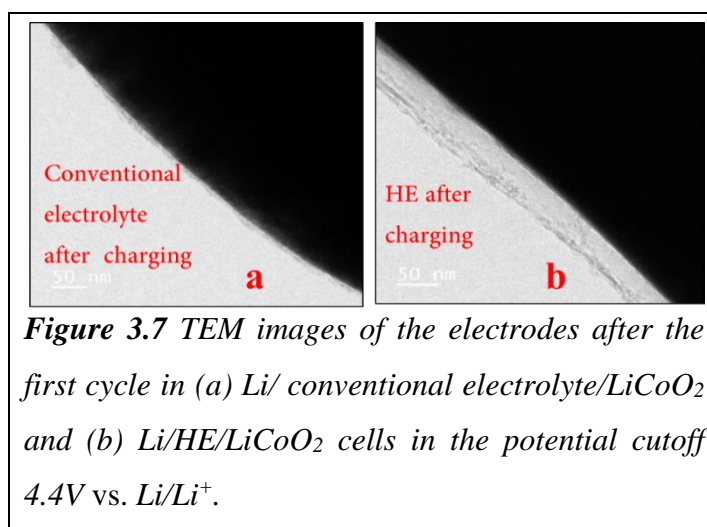 Conventional
electrolyte
after charging
50 nm
a
HE after
charging
50 nm
b
Figure 3.7 TEM images of the electrodes after the
first cycle in (a) Li/ conventional electrolyte/LiCoO₂
and (b) Li/HE/LiCoO₂ cells in the potential cutoff
4.4V vs. Li/Li⁺.